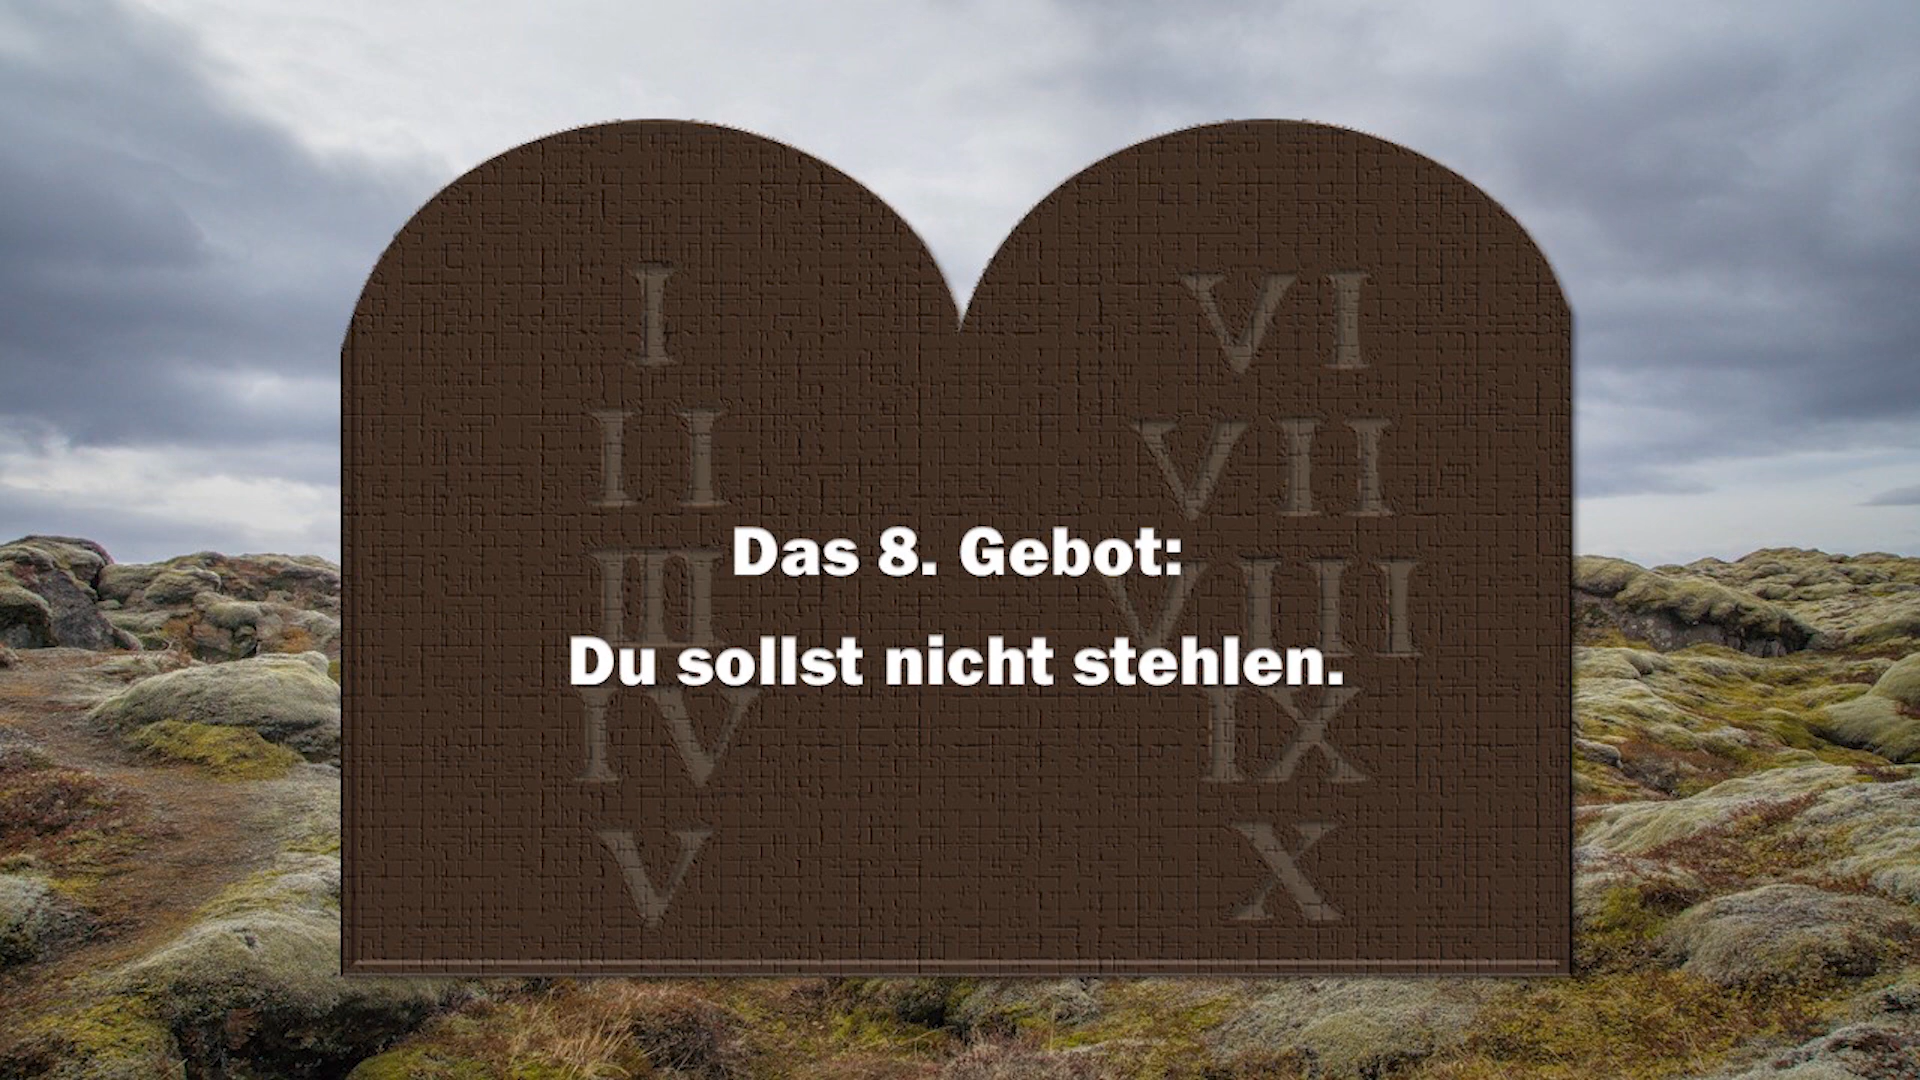 I
II
III
IV
V
VI
VII
VIII
IX
X
Das 8. Gebot:
Du sollst nicht stehlen.